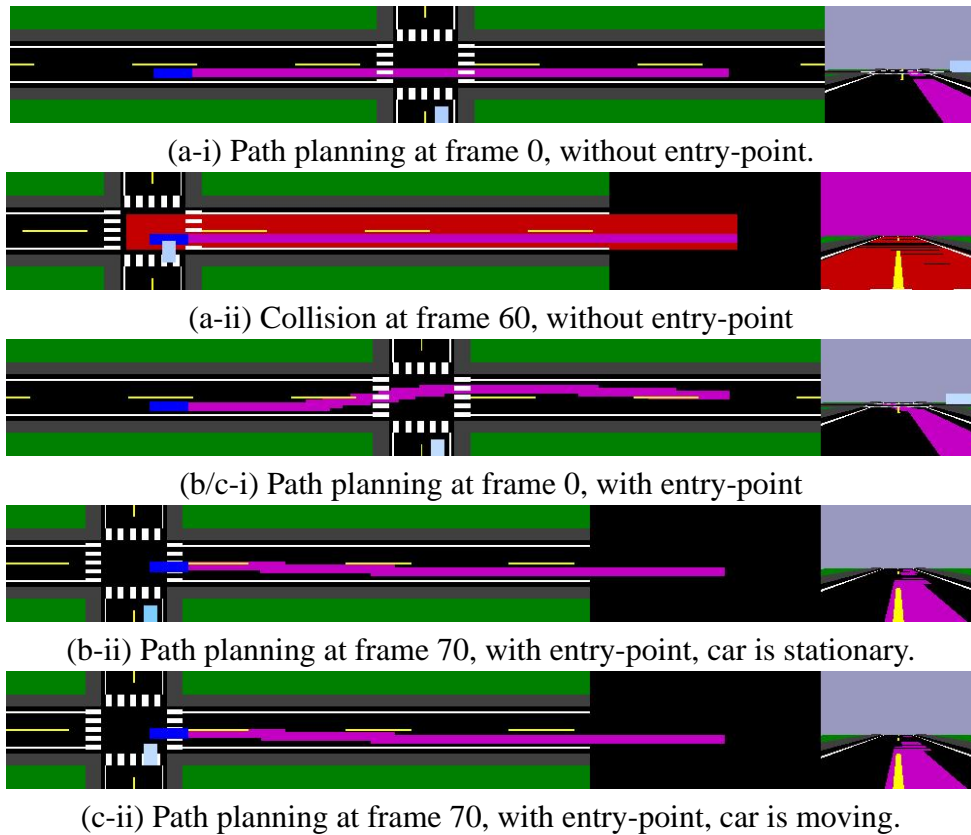 (a-i) Path planning at frame 0, without entry-point.
(a-ii) Collision at frame 60, without entry-point
(b/c-i) Path planning at frame 0, with entry-point
(b-ii) Path planning at frame 70, with entry-point, car is stationary.
(c-ii) Path planning at frame 70, with entry-point, car is moving.